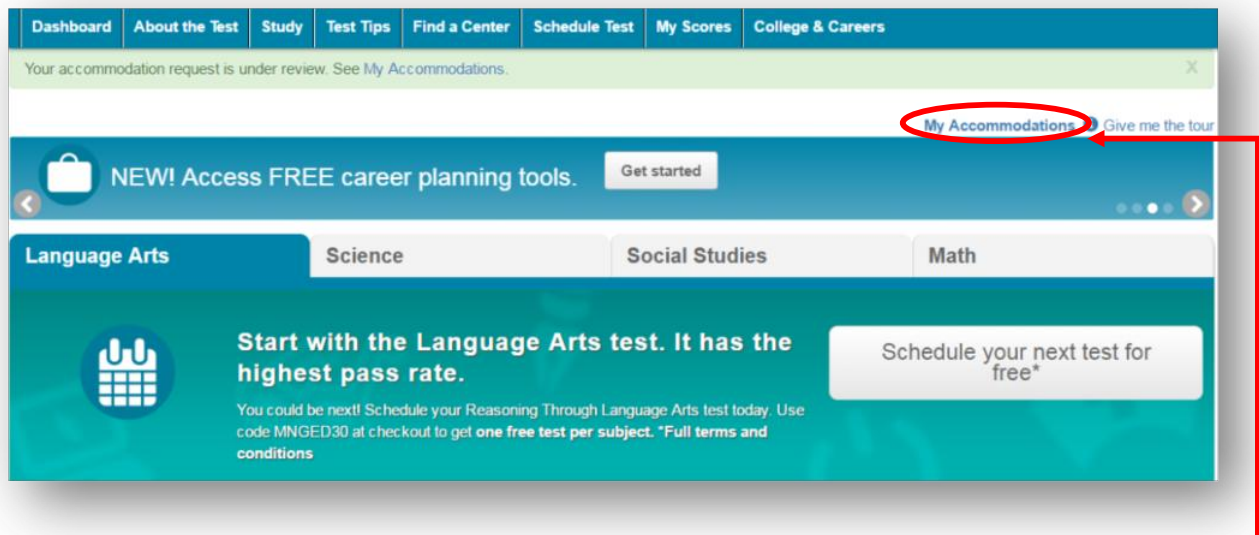 Dashboard About the Test Study Test Tips Find a Center Schedule Test My Scores College & Careers
Your accommodation request is under review. See My Accommodations. X
My Accommodations Give me the tour
NEW! Access FREE career planning tools. Get started
Language Arts Science Social Studies Math
Start with the Language Arts test. It has the
highest pass rate.
You could be next! Schedule your Reasoning Through Language Arts test today. Use
code MNGED30 at checkout to get one free test per subject. *Full terms and
conditions
Schedule your next test for
free*